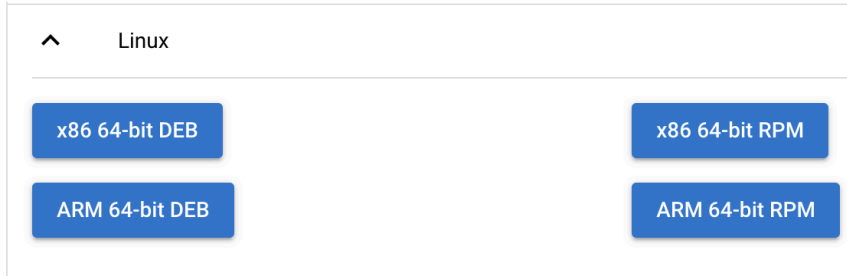 Linux
x86 64-bit DEB
x86 64-bit RPM
ARM 64-bit DEB
ARM 64-bit RPM